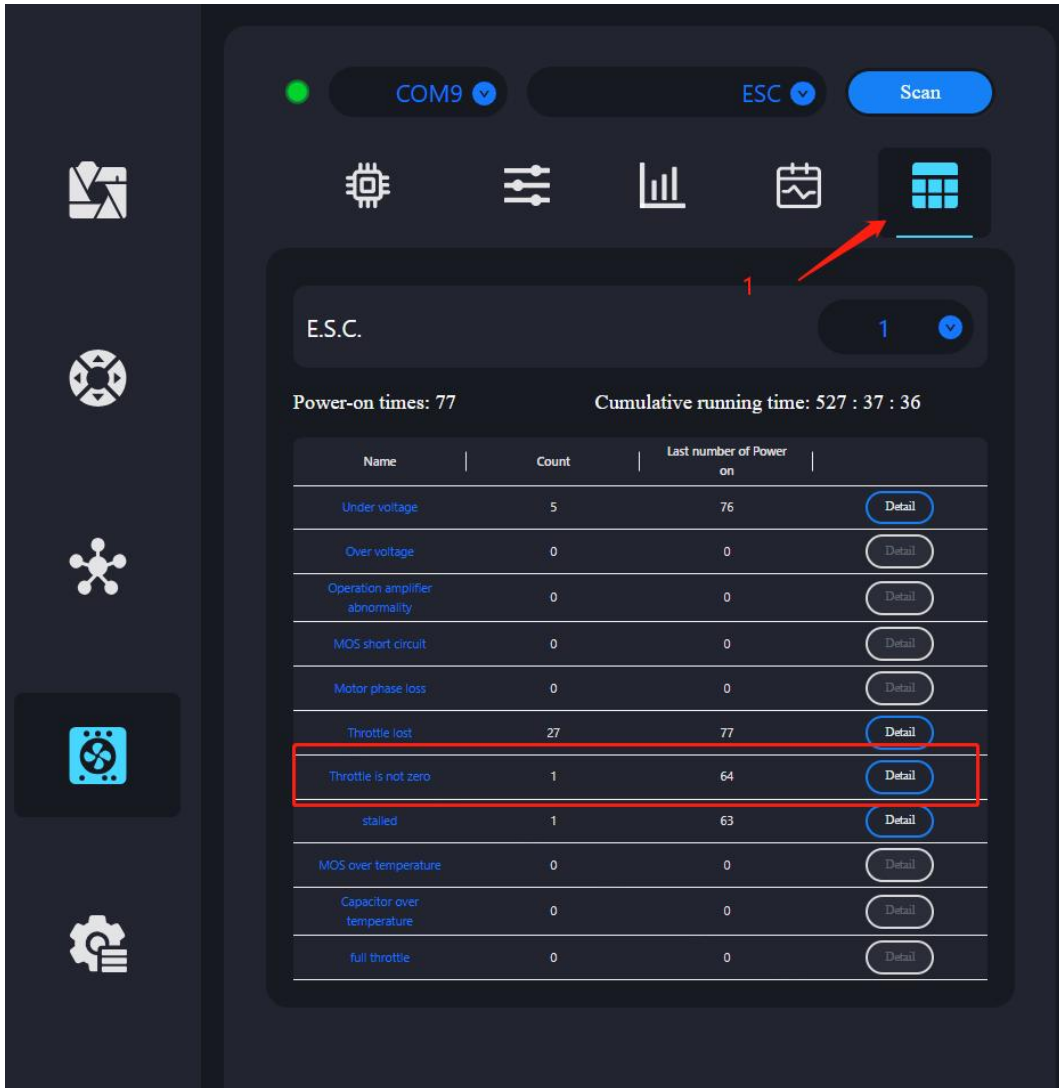 COM9
ESC
Scan
1
E.S.C.
1
Power-on times: 77
Cumulative running time: 527 : 37 : 36
Name
Count
Last number of Power
on
Under voltage
5
76
Detail
Over voltage
0
0
Detail
Operation amplifier
abnormality
0
0
Detail
MOS short circuit
0
0
Detail
Motor phase loss
0
0
Detail
Throttle lost
27
77
Detail
Throttle is not zero
1
64
Detail
stalled
1
63
Detail
MOS over temperature
0
0
Detail
Capacitor over
temperature
0
0
Detail
full throttle
0
0
Detail